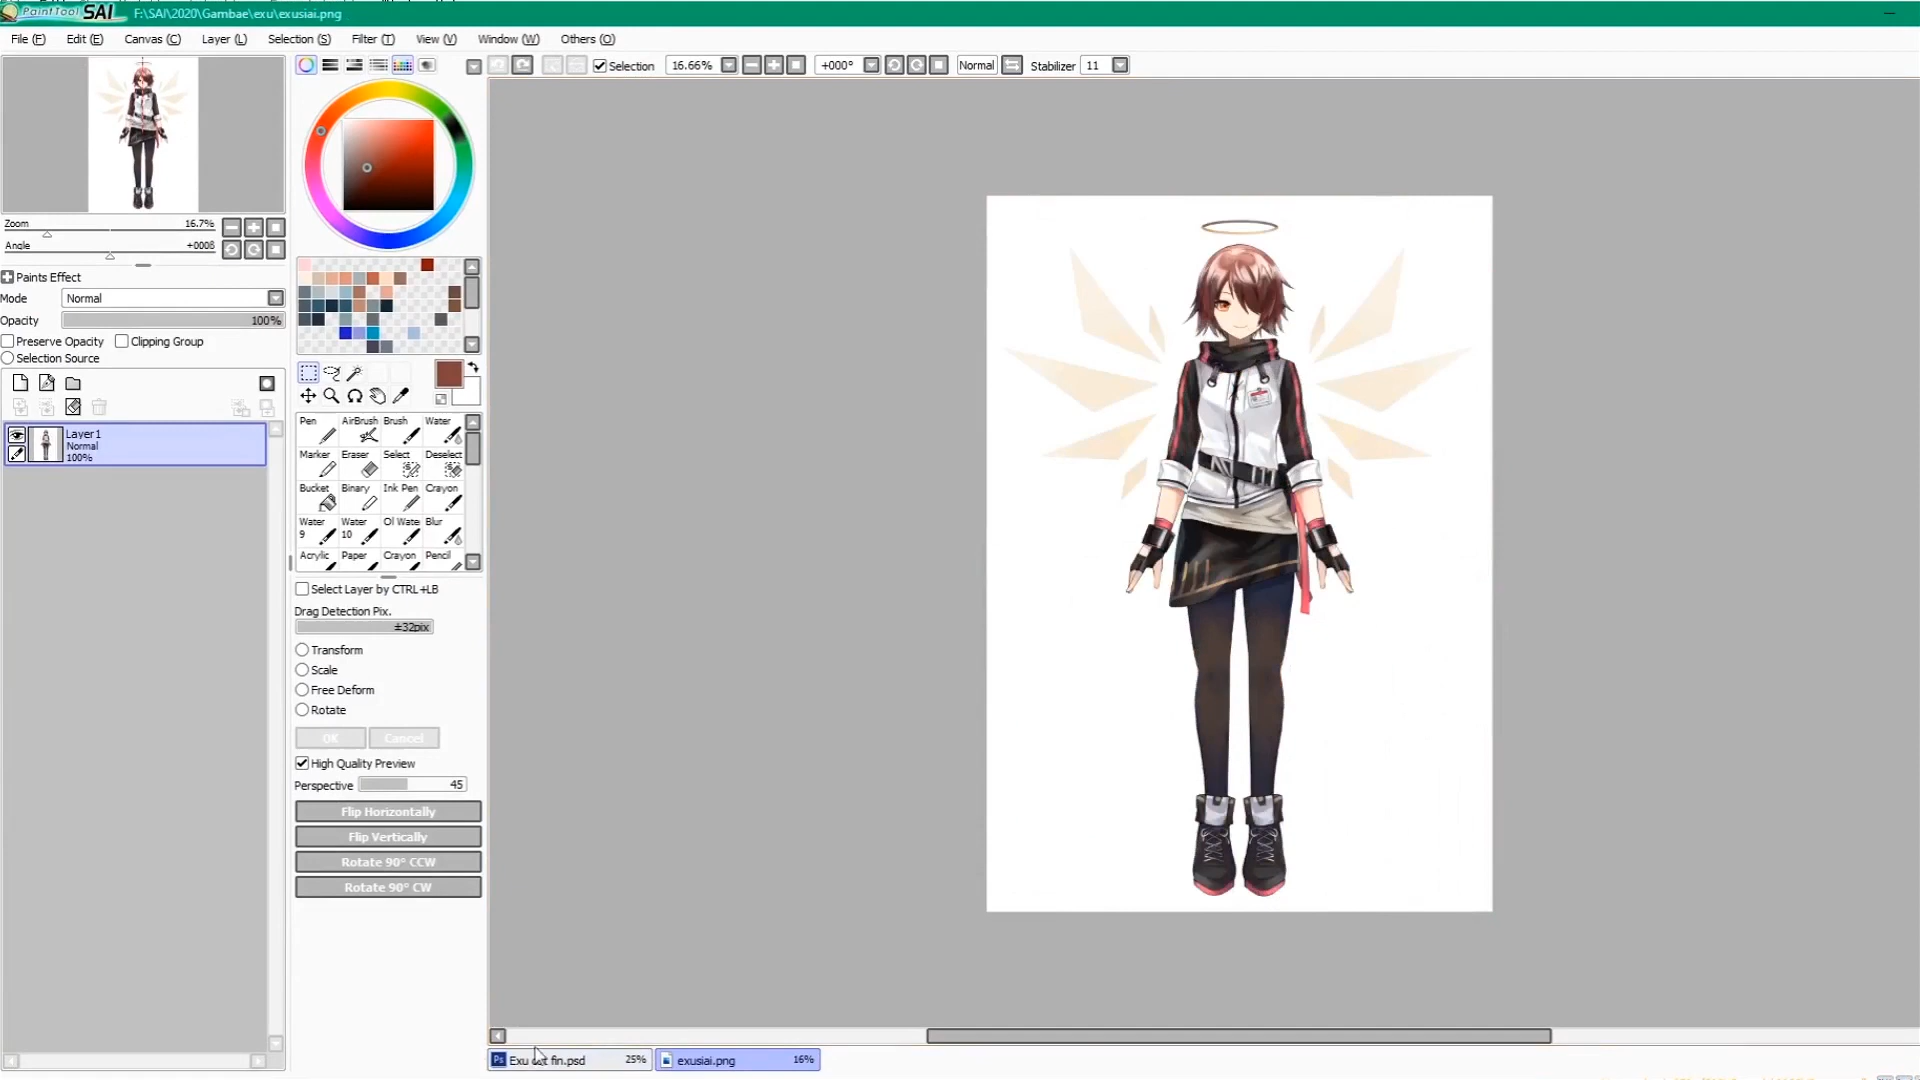 PaintTool SAI F:\SAI\2020\Gambae\exu\exusiai.png
File (F) Edit (E) Canvas (C) Layer (L) Selection (S) Filter (T) View (V) Window (W) Others (O)
Selection 16.66% +000° Normal Stabilizer 11
Zoom 16.7%
Angle +000ß
Paints Effect
Mode Normal
Opacity 100%
Preserve Opacity Clipping Group
Selection Source
Layer1
Normal
100%
Pen AirBrush Brush Water
Marker Eraser Select Deselect
Bucket Binary Ink Pen Crayon
Water 9 Water 10 Ol Wate Blur
Acrylic Paper Crayon Pencil
Select Layer by CTRL+LB
Drag Detection Pix.
±32pix
Transform
Scale
Free Deform
Rotate
OK Cancel
High Quality Preview
Perspective 45
Flip Horizontally
Flip Vertically
Rotate 90° CCW
Rotate 90° CW
Ps Exu fin.psd 25% exusiai.png 16%